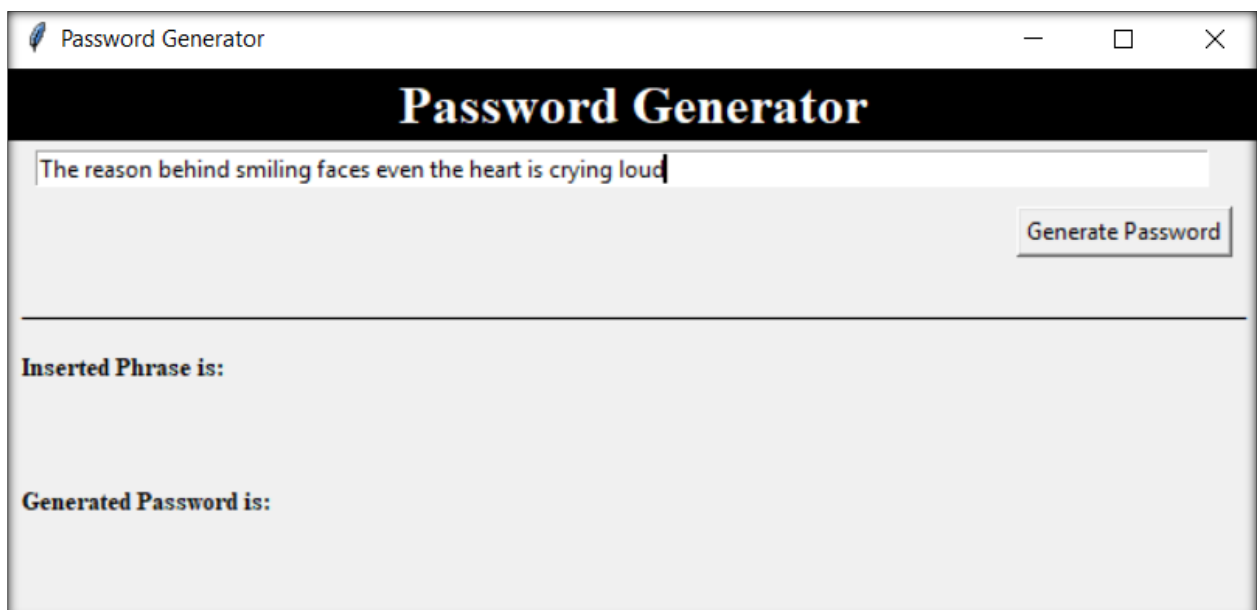 Password Generator
Password Generator
The reason behind smiling faces even the heart is crying loud
Generate Password
Inserted Phrase is:
Generated Password is: